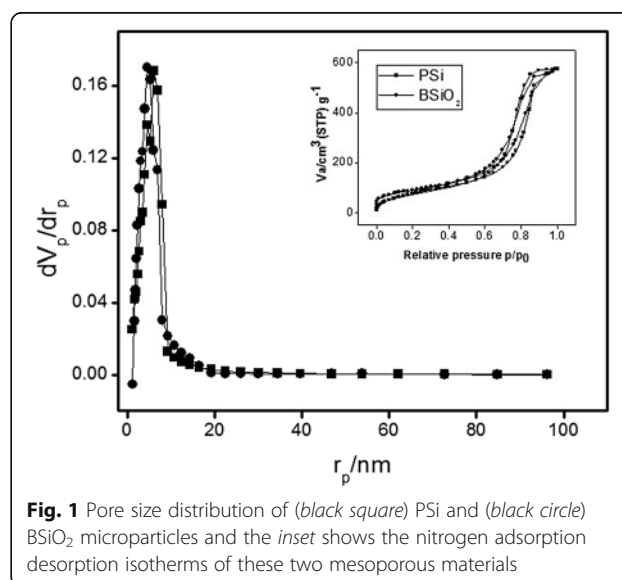 0.16
0.12
0.08
0.04
0.00
dVp/drp
0
20
40
60
80
100
rp/nm
600
400
200
0
Va/cm³ (STP) g⁻¹
PSi
BSiO₂
0.0
0.2
0.4
0.6
0.8
1.0
Relative pressure p/p₀
Fig. 1 Pore size distribution of (black square) PSi and (black circle)
BSiO₂ microparticles and the inset shows the nitrogen adsorption
desorption isotherms of these two mesoporous materials